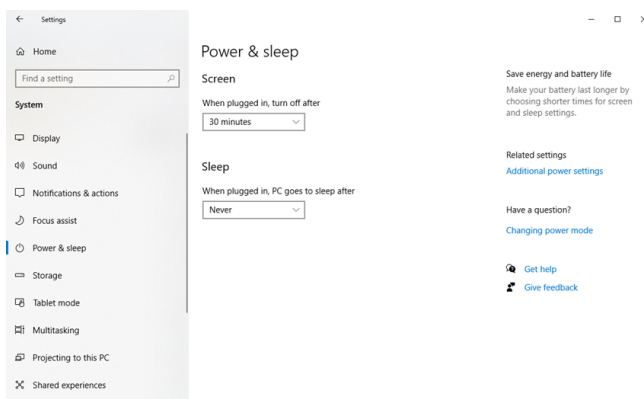 Settings
Home
Find a setting
System
Display
Sound
Notifications & actions
Focus assist
Power & sleep
Storage
Tablet mode
Multitasking
Projecting to this PC
Shared experiences
Power & sleep
Screen
When plugged in, turn off after
30 minutes
Sleep
When plugged in, PC goes to sleep after
Never
Save energy and battery life
Make your battery last longer by
choosing shorter times for screen
and sleep settings.
Related settings
Additional power settings
Have a question?
Changing power mode
Get help
Give feedback